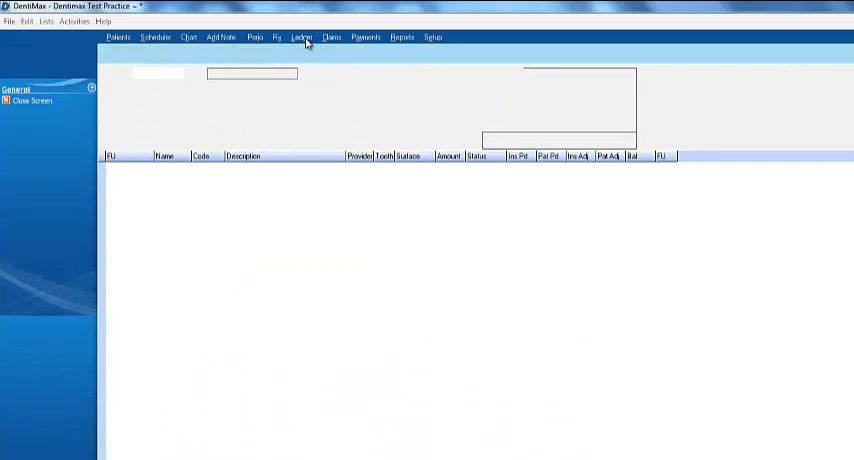 DentiMax - Dentimax Test Practice - *
File Edit Lists Activities Help
Patients Scheduler Chart Add Note Perio Rx Ledger Claims Payments Reports Setup
General
Close Screen
FU Name Code Description Provider Tooth Surface Amount Status Ins Pd Pat Pd Ins Adj Pat Adj Bal FU